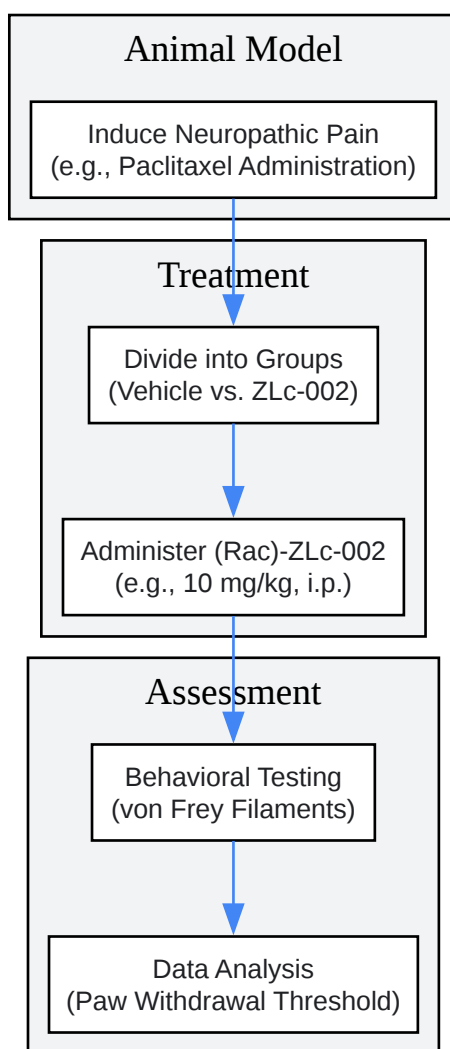 Animal Model
Induce Neuropathic Pain
(e.g., Paclitaxel Administration)
Treatment
Divide into Groups
(Vehicle vs. ZLc-002)
Administer (Rac)-ZLc-002
(e.g., 10 mg/kg, i.p.)
Assessment
Behavioral Testing
(von Frey Filaments)
Data Analysis
(Paw Withdrawal Threshold)